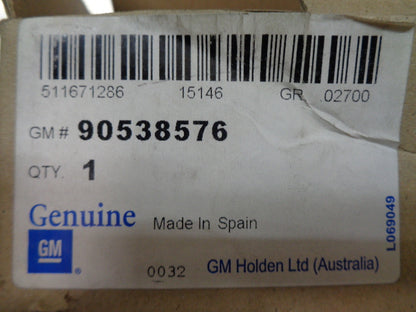 511671286 15146 GR .02700
GM # 90538576
QTY. 1
Genuine Made In Spain
GM ®
0032 GM Holden Ltd (Australia)
L069049